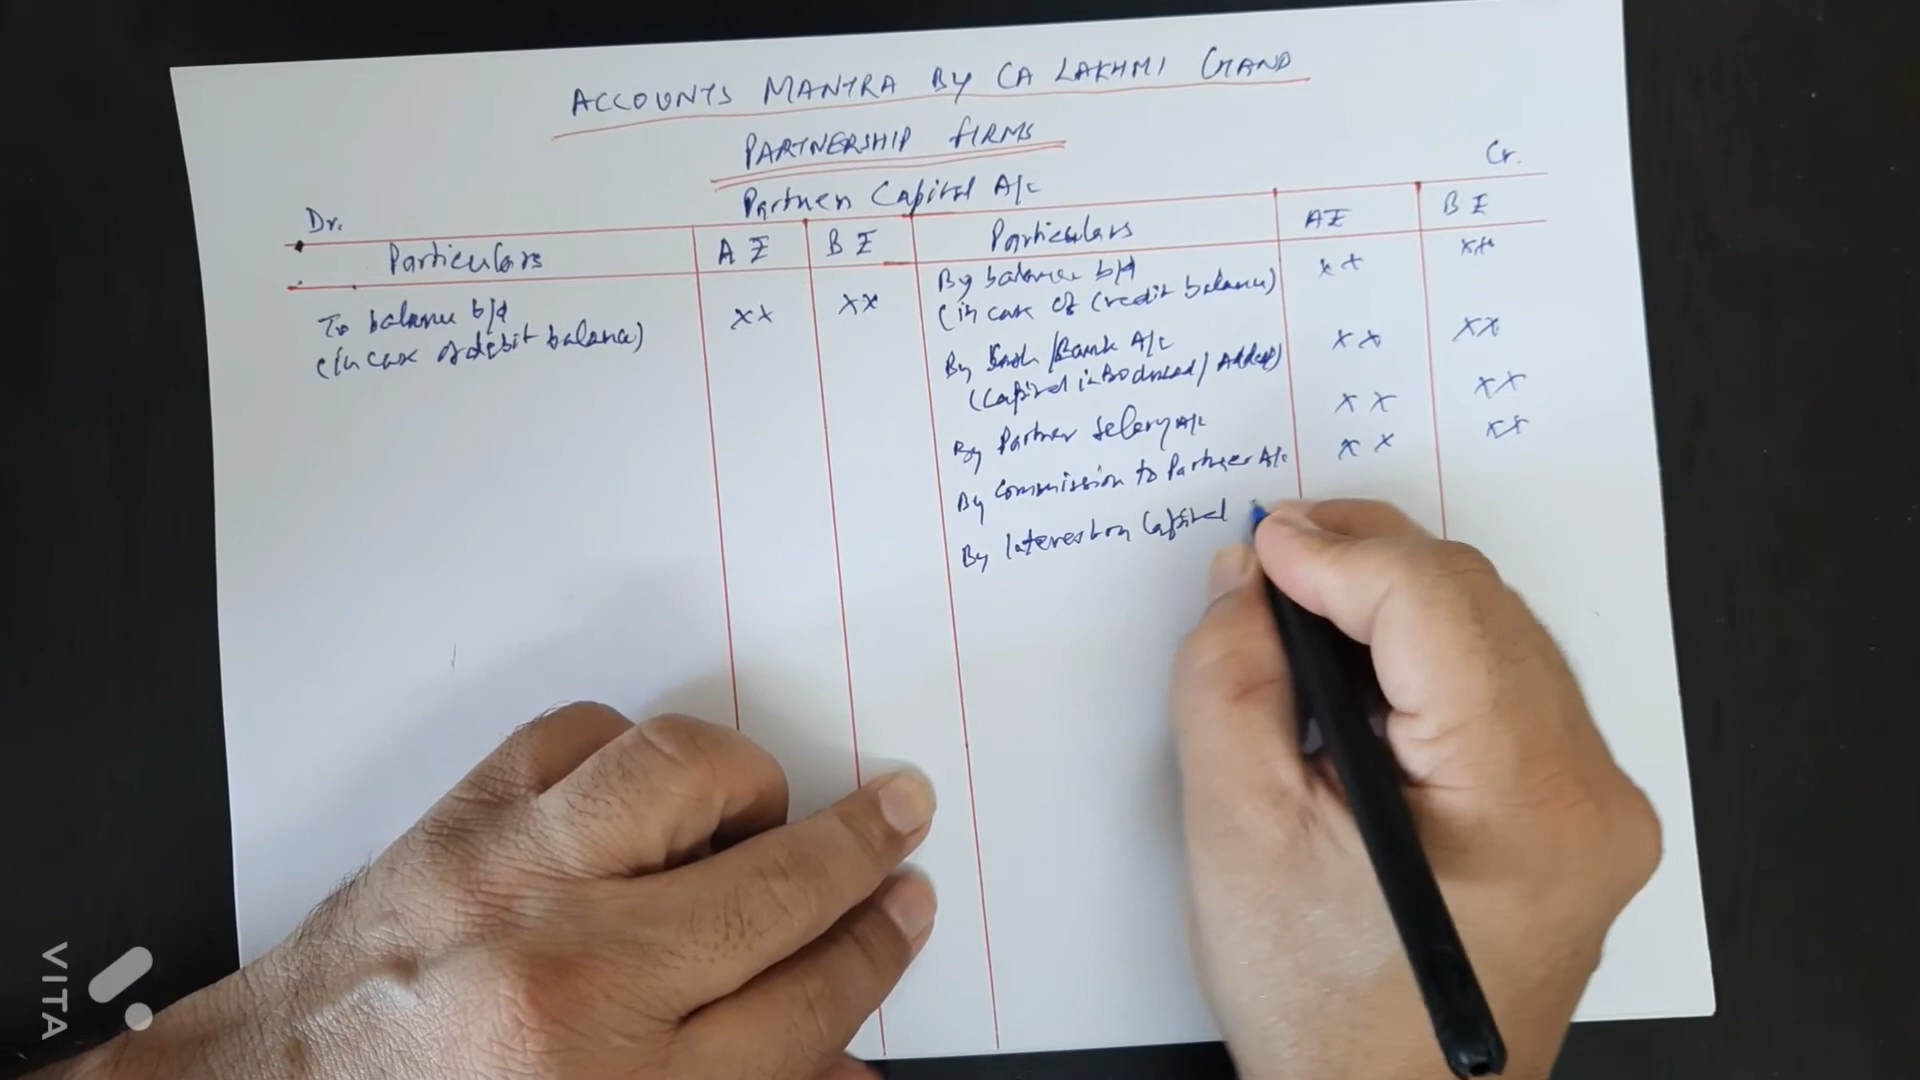 ACCOUNTS MANTRA BY CA LAKHMI CHAND
PARTNERSHIP FIRMS
Partners Capital A/c
Dr.
Cr.
Particulars A ₹ B ₹ Particulars A ₹ B ₹
To balance b/d xx xx
(in case of debit balance)
By balance b/d xx xx
(in case of Credit balance)
By Cash/Bank A/c xx xx
(Capital introduced/Added)
By Partner Salary A/c xx xx
By Commission to Partner A/c xx xx
By Interest on Capital
VITA